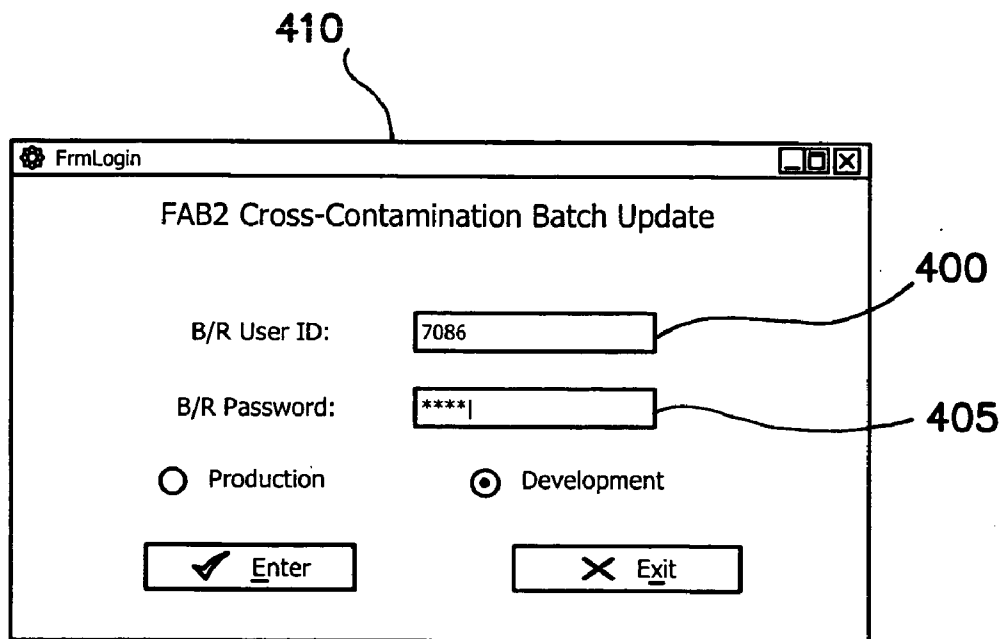 410
FrmLogin
FAB2 Cross-Contamination Batch Update
400
B/R User ID: 7086
B/R Password: ****|
405
Production Development
Enter Exit